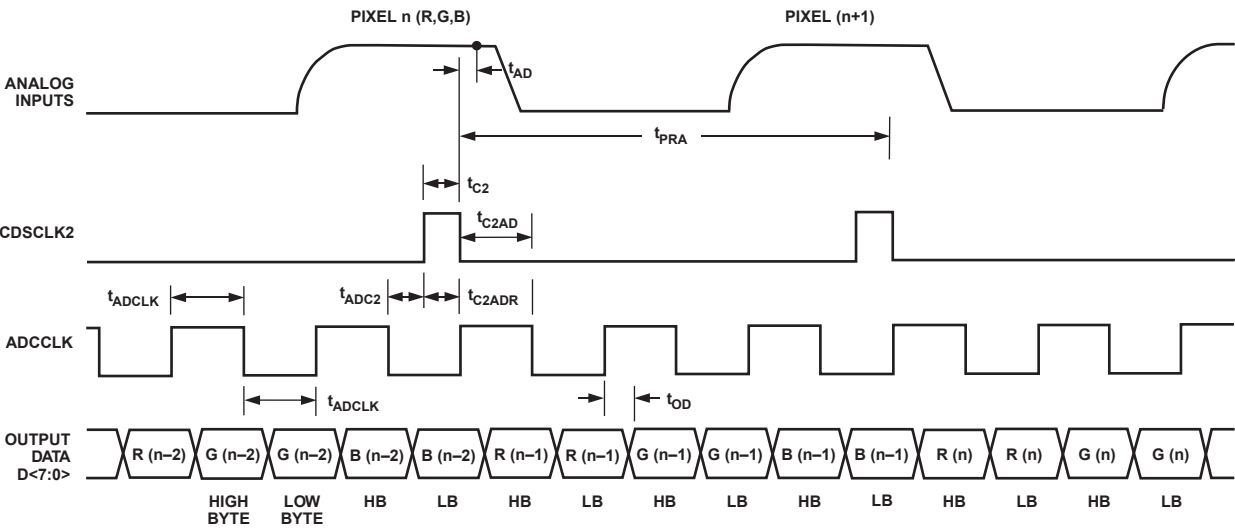 PIXEL n (R,G,B)
PIXEL (n+1)
ANALOG
INPUTS
tAD
tPRA
tC2
CDSCLK2
tC2AD
tADCLK
tADC2
tC2ADR
ADCCLK
tADCLK
tOD
OUTPUT
DATA
D<7:0>
R (n–2) G (n–2) G (n–2) B (n–2) B (n–2) R (n–1) R (n–1) G (n–1) G (n–1) B (n–1) B (n–1) R (n) R (n) G (n) G (n)
HIGH
BYTE
LOW
BYTE
HB LB HB LB HB LB HB LB HB LB HB LB